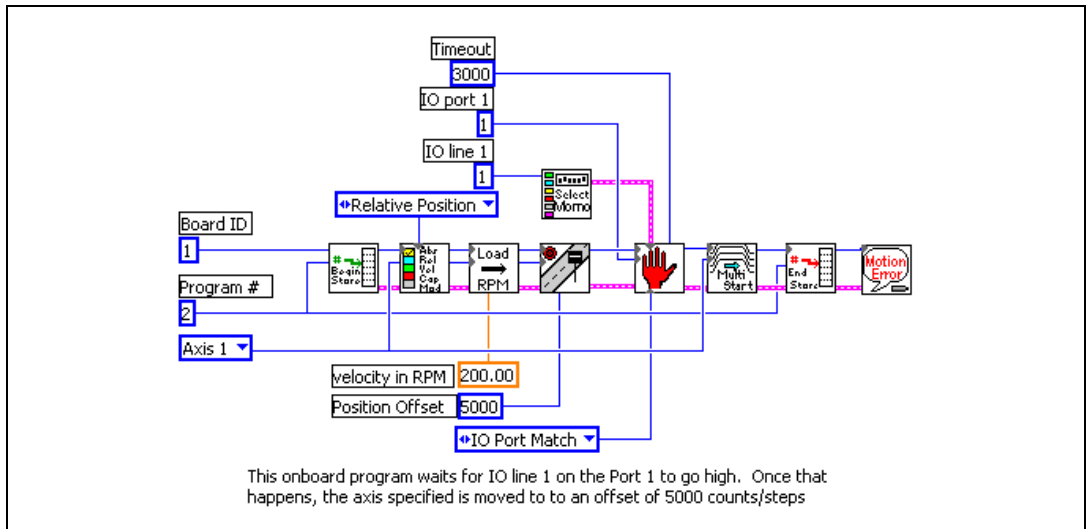 Timeout
3000
IO port 1
1
IO line 1
1
Select
Momo
Relative Position
Board ID
1
Begin
Store
Abs
Rel
Vel
Cap
Mod
Load
RPM
Multi
Start
End
Store
Motion
Error
Program #
2
Axis 1
velocity in RPM 200.00
Position Offset 5000
IO Port Match
This onboard program waits for IO line 1 on the Port 1 to go high. Once that
happens, the axis specified is moved to to an offset of 5000 counts/steps